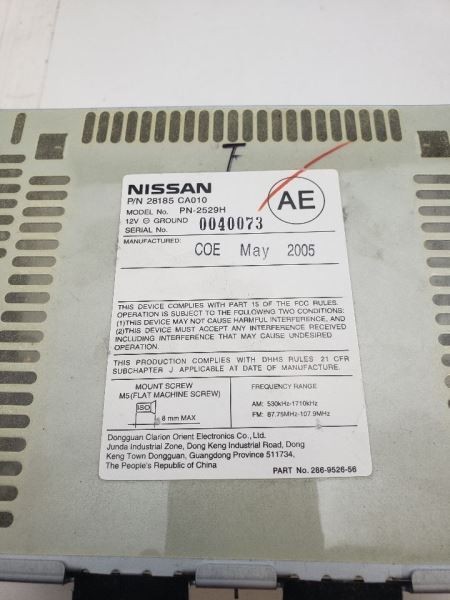 F
NISSAN
P/N 28185 CA010
AE
MODEL No. PN-2529H
12V ⊖ GROUND
SERIAL No. 0040073
MANUFACTURED:
COE May 2005
THIS DEVICE COMPLIES WITH PART 15 OF THE FCC RULES.
OPERATION IS SUBJECT TO THE FOLLOWING TWO CONDITIONS:
(1)THIS DEVICE MAY NOT CAUSE HARMFUL INTERFERENCE, AND
(2)THIS DEVICE MUST ACCEPT ANY INTERFERENCE RECEIVED
INCLUDING INTERFERENCE THAT MAY CAUSE UNDESIRED
OPERATION.
THIS PRODUCTION COMPLIES WITH DHHS RULES 21 CFR
SUBCHAPTER J APPLICABLE AT DATE OF MANUFACTURE.
MOUNT SCREW
M5(FLAT MACHINE SCREW)
ISO
8 mm MAX
FREQUENCY RANGE
AM: 530kHz-1710kHz
FM: 87.75MHz-107.9MHz
Dongguan Clarion Orient Electronics Co., Ltd.
Junda Industrial Zone, Dong Keng Industrial Road, Dong
Keng Town Dongguan, Guangdong Province 511734,
The People's Republic of China
PART No. 286-9526-56